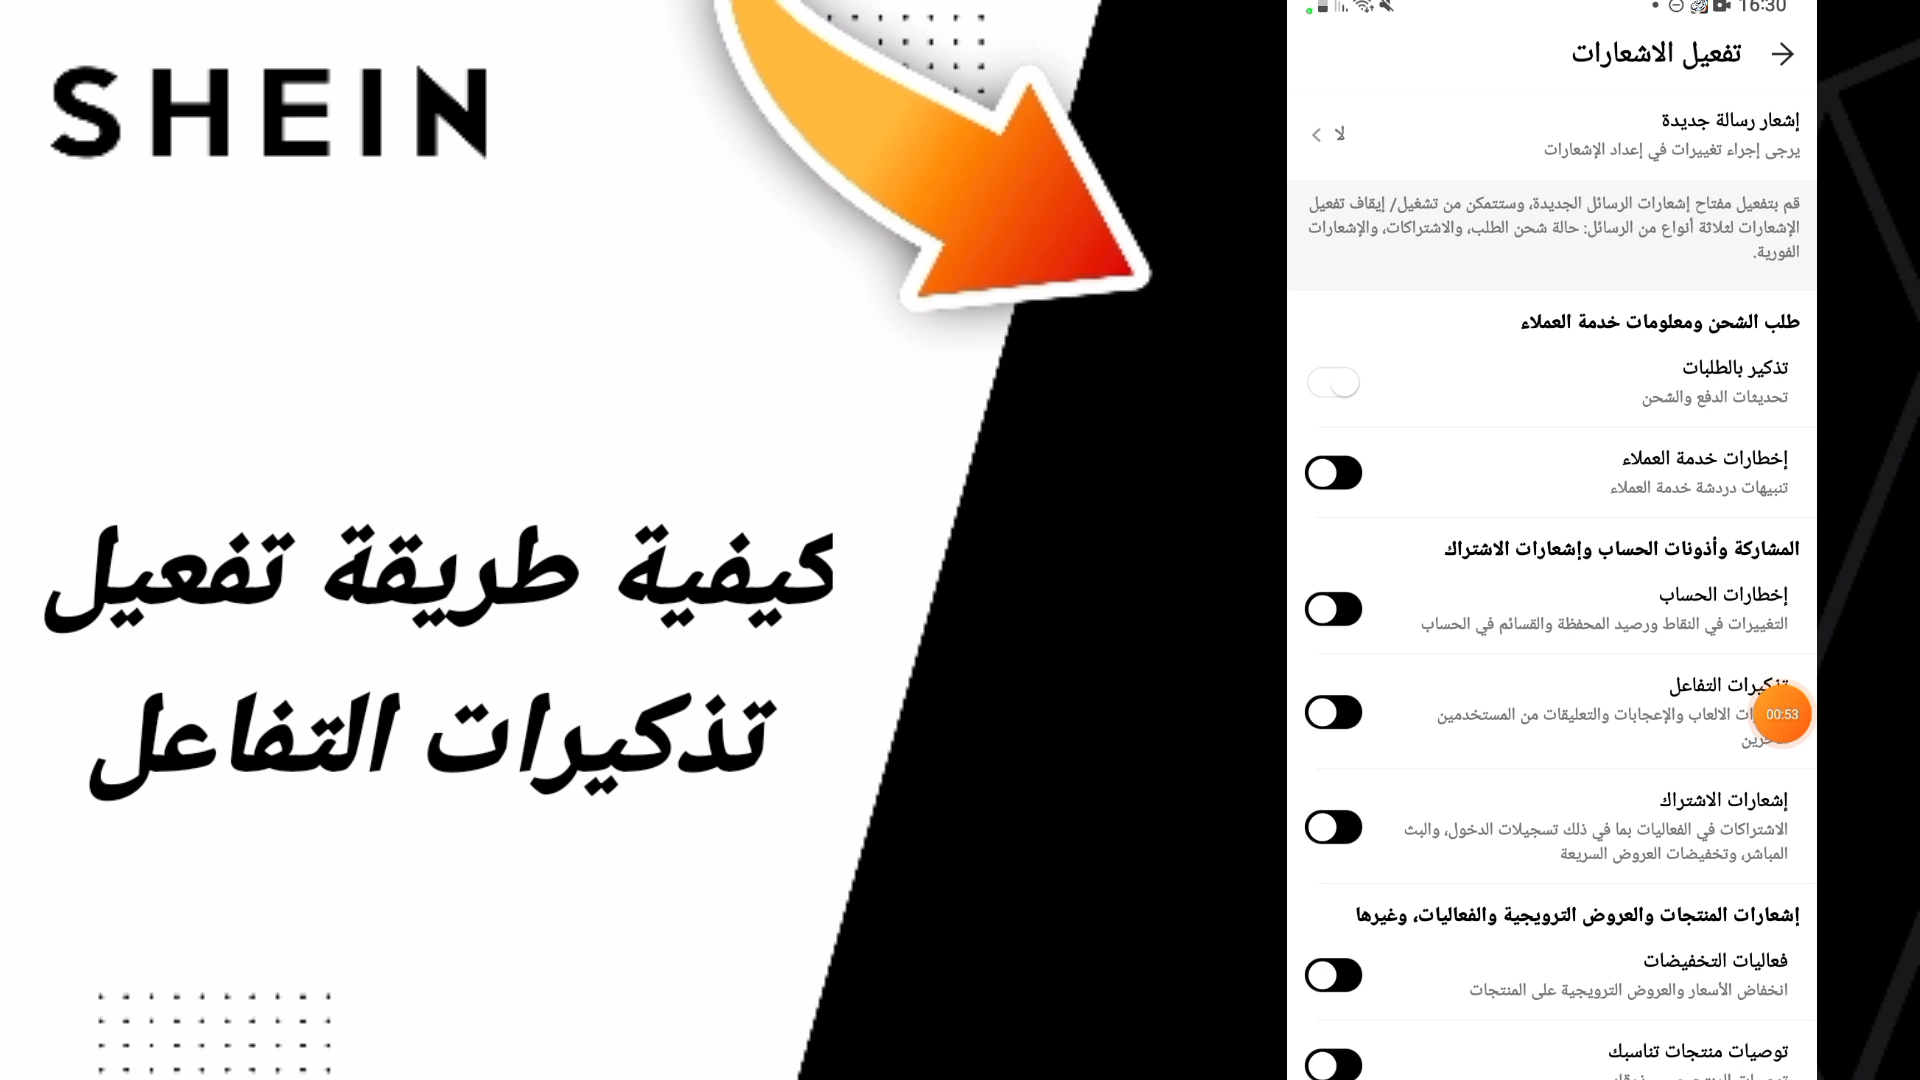 SHEIN
كيفية طريقة تفعيل
تذكيرات التفاعل
16:30
تفعيل الاشعارات
إشعار رسالة جديدة
لا
يرجى إجراء تغييرات في إعداد الإشعارات
قم بتفعيل مفتاح إشعارات الرسائل الجديدة، وستتمكن من تشغيل/ إيقاف تفعيل
الإشعارات لثلاثة أنواع من الرسائل: حالة شحن الطلب، والاشتراكات، والإشعارات
الفورية.
طلب الشحن ومعلومات خدمة العملاء
تذكير بالطلبات
تحديثات الدفع والشحن
إخطارات خدمة العملاء
تنبيهات دردشة خدمة العملاء
المشاركة وأذونات الحساب وإشعارات الاشتراك
إخطارات الحساب
التغييرات في النقاط ورصيد المحفظة والقسائم في الحساب
تذكيرات التفاعل
الالعاب والإعجابات والتعليقات من المستخدمين
00:53
إشعارات الاشتراك
الاشتراكات في الفعاليات بما في ذلك تسجيلات الدخول، والبث
المباشر، وتخفيضات العروض السريعة
إشعارات المنتجات والعروض الترويجية والفعاليات، وغيرها
فعاليات التخفيضات
انخفاض الأسعار والعروض الترويجية على المنتجات
توصيات منتجات تناسبك